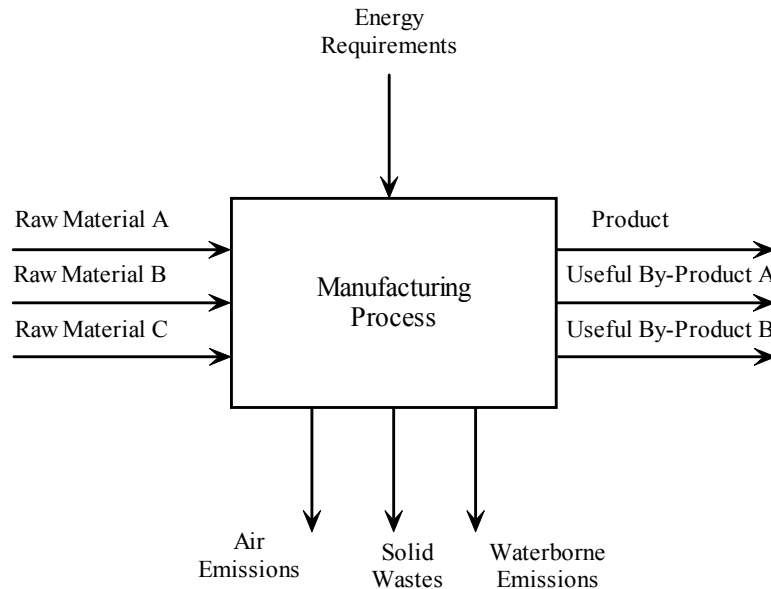 Energy
Requirements
Raw Material A
Raw Material B
Raw Material C
Manufacturing
Process
Product
Useful By-Product A
Useful By-Product B
Air
Emissions
Solid
Wastes
Waterborne
Emissions